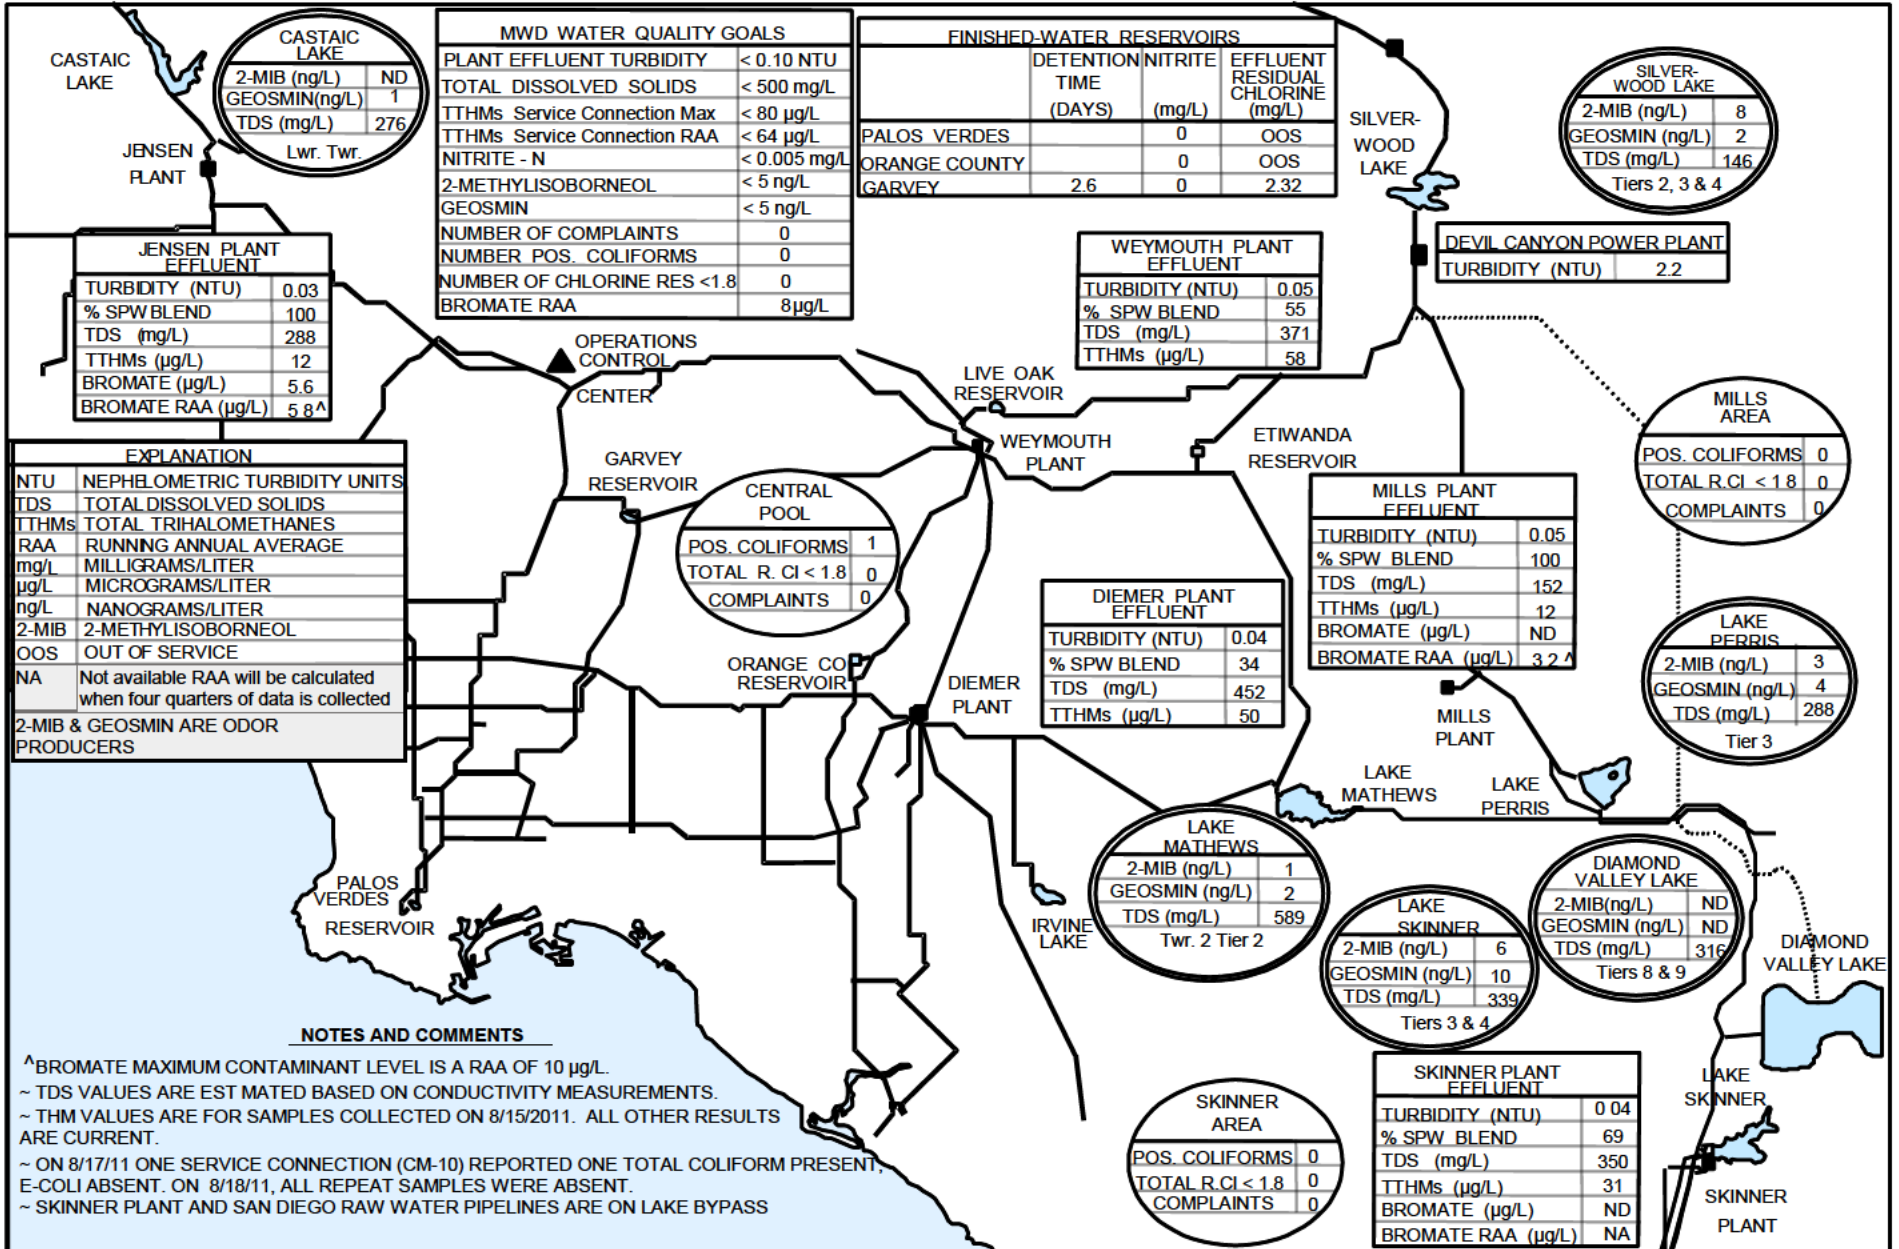 CASTAIC
LAKE
CASTAIC
LAKE
2-MIB (ng/L) ND
GEOSMIN(ng/L) 1
TDS (mg/L) 276
Lwr. Twr.
JENSEN
PLANT
MWD WATER QUALITY GOALS
PLANT EFFLUENT TURBIDITY < 0.10 NTU
TOTAL DISSOLVED SOLIDS < 500 mg/L
TTHMs Service Connection Max < 80 µg/L
TTHMs Service Connection RAA < 64 µg/L
NITRITE - N < 0.005 mg/L
2-METHYLISOBORNEOL < 5 ng/L
GEOSMIN < 5 ng/L
NUMBER OF COMPLAINTS 0
NUMBER POS. COLIFORMS 0
NUMBER OF CHLORINE RES <1.8 0
BROMATE RAA 8µg/L
FINISHED-WATER RESERVOIRS
DETENTION NITRITE EFFLUENT
TIME RESIDUAL
CHLORINE
(DAYS) (mg/L) (mg/L)
PALOS VERDES 0 OOS
ORANGE COUNTY 0 OOS
GARVEY 2.6 0 2.32
SILVER-
WOOD
LAKE
SILVER-
WOOD LAKE
2-MIB (ng/L) 8
GEOSMIN (ng/L) 2
TDS (mg/L) 146
Tiers 2, 3 & 4
DEVIL CANYON POWER PLANT
TURBIDITY (NTU) 2.2
JENSEN PLANT
EFFLUENT
TURBIDITY (NTU) 0.03
% SPW BLEND 100
TDS (mg/L) 288
TTHMs (µg/L) 12
BROMATE (µg/L) 5.6
BROMATE RAA (µg/L) 5 8^
OPERATIONS
CONTROL
CENTER
WEYMOUTH PLANT
EFFLUENT
TURBIDITY (NTU) 0.05
% SPW BLEND 55
TDS (mg/L) 371
TTHMs (µg/L) 58
LIVE OAK
RESERVOIR
WEYMOUTH
PLANT
ETIWANDA
RESERVOIR
MILLS
AREA
POS. COLIFORMS 0
TOTAL R.CI < 1 8 0
COMPLAINTS 0
EXPLANATION
NTU NEPHELOMETRIC TURBIDITY UNITS
TDS TOTAL DISSOLVED SOLIDS
TTHMs TOTAL TRIHALOMETHANES
RAA RUNNING ANNUAL AVERAGE
mg/L MILLIGRAMS/LITER
µg/L MICROGRAMS/LITER
ng/L NANOGRAMS/LITER
2-MIB 2-METHYLISOBORNEOL
OOS OUT OF SERVICE
NA Not available RAA will be calculated
when four quarters of data is collected
2-MIB & GEOSMIN ARE ODOR
PRODUCERS
GARVEY
RESERVOIR
CENTRAL
POOL
POS. COLIFORMS 1
TOTAL R. CI < 1.8 0
COMPLAINTS 0
MILLS PLANT
EFFLUENT
TURBIDITY (NTU) 0.05
% SPW BLEND 100
TDS (mg/L) 152
TTHMs (µg/L) 12
BROMATE (µg/L) ND
BROMATE RAA (µg/L) 3 2 ^
DIEMER PLANT
EFFLUENT
TURBIDITY (NTU) 0.04
% SPW BLEND 34
TDS (mg/L) 452
TTHMs (µg/L) 50
LAKE
PERRIS
2-MIB (ng/L) 3
GEOSMIN (ng/L) 4
TDS (mg/L) 288
Tier 3
ORANGE CO
RESERVOIR
DIEMER
PLANT
MILLS
PLANT
LAKE
MATHEWS
LAKE
PERRIS
LAKE
MATHEWS
2-MIB (ng/L) 1
GEOSMIN (ng/L) 2
TDS (mg/L) 589
Twr. 2 Tier 2
DIAMOND
VALLEY LAKE
2-MIB(ng/L) ND
GEOSMIN (ng/L) ND
TDS (mg/L) 316
Tiers 8 & 9
LAKE
SKINNER
2-MIB (ng/L) 6
GEOSMIN (ng/L) 10
TDS (mg/L) 339
Tiers 3 & 4
PALOS
VERDES
RESERVOIR
IRVINE
LAKE
DIAMOND
VALLEY LAKE
NOTES AND COMMENTS
^BROMATE MAXIMUM CONTAMINANT LEVEL IS A RAA OF 10 µg/L.
~ TDS VALUES ARE EST MATED BASED ON CONDUCTIVITY MEASUREMENTS.
~ THM VALUES ARE FOR SAMPLES COLLECTED ON 8/15/2011. ALL OTHER RESULTS
ARE CURRENT.
~ ON 8/17/11 ONE SERVICE CONNECTION (CM-10) REPORTED ONE TOTAL COLIFORM PRESENT,
E-COLI ABSENT. ON 8/18/11, ALL REPEAT SAMPLES WERE ABSENT.
~ SKINNER PLANT AND SAN DIEGO RAW WATER PIPELINES ARE ON LAKE BYPASS
SKINNER
AREA
POS. COLIFORMS 0
TOTAL R.CI < 1.8 0
COMPLAINTS 0
SKINNER PLANT
EFFLUENT
TURBIDITY (NTU) 0 04
% SPW BLEND 69
TDS (mg/L) 350
TTHMs (µg/L) 31
BROMATE (µg/L) ND
BROMATE RAA (µg/L) NA
LAKE
SKINNER
SKINNER
PLANT